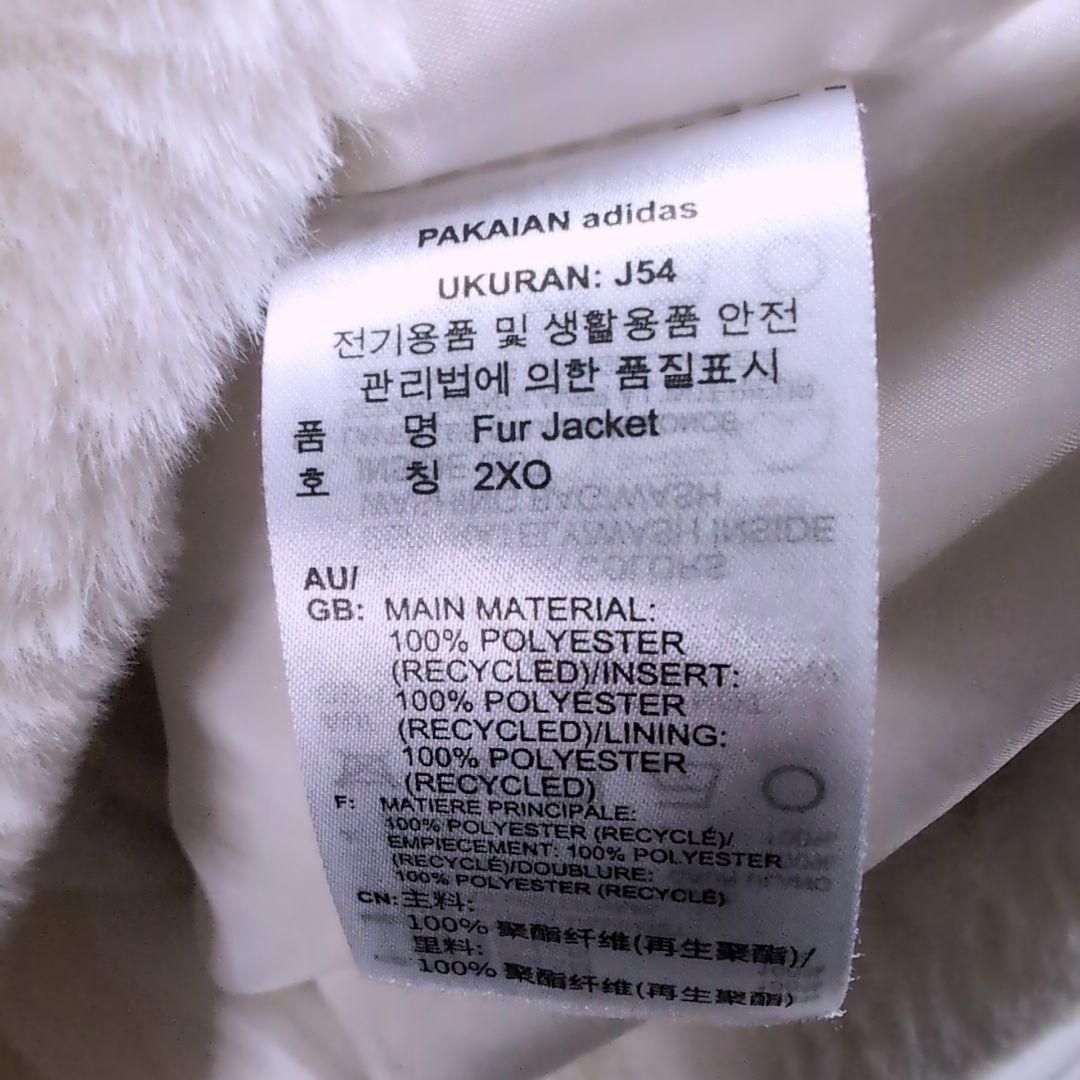 PAKAIAN adidas
UKURAN: J54
전기용품 및 생활용품 안전
관리법에 의한 품질표시
품 명 Fur Jacket
호 칭 2XO
AU/
GB: MAIN MATERIAL:
100% POLYESTER
(RECYCLED)/INSERT:
100% POLYESTER
(RECYCLED)/LINING:
100% POLYESTER
(RECYCLED)
F: MATIERE PRINCIPALE:
100% POLYESTER (RECYCLÉ)/
EMPIECEMENT: 100% POLYESTER
(RECYCLÉ)/DOUBLURE:
100% POLYESTER (RECYCLÉ)
CN: 主料:
100% 聚酯纤维(再生聚酯)/
里料:
100% 聚酯纤维(再生聚酯)